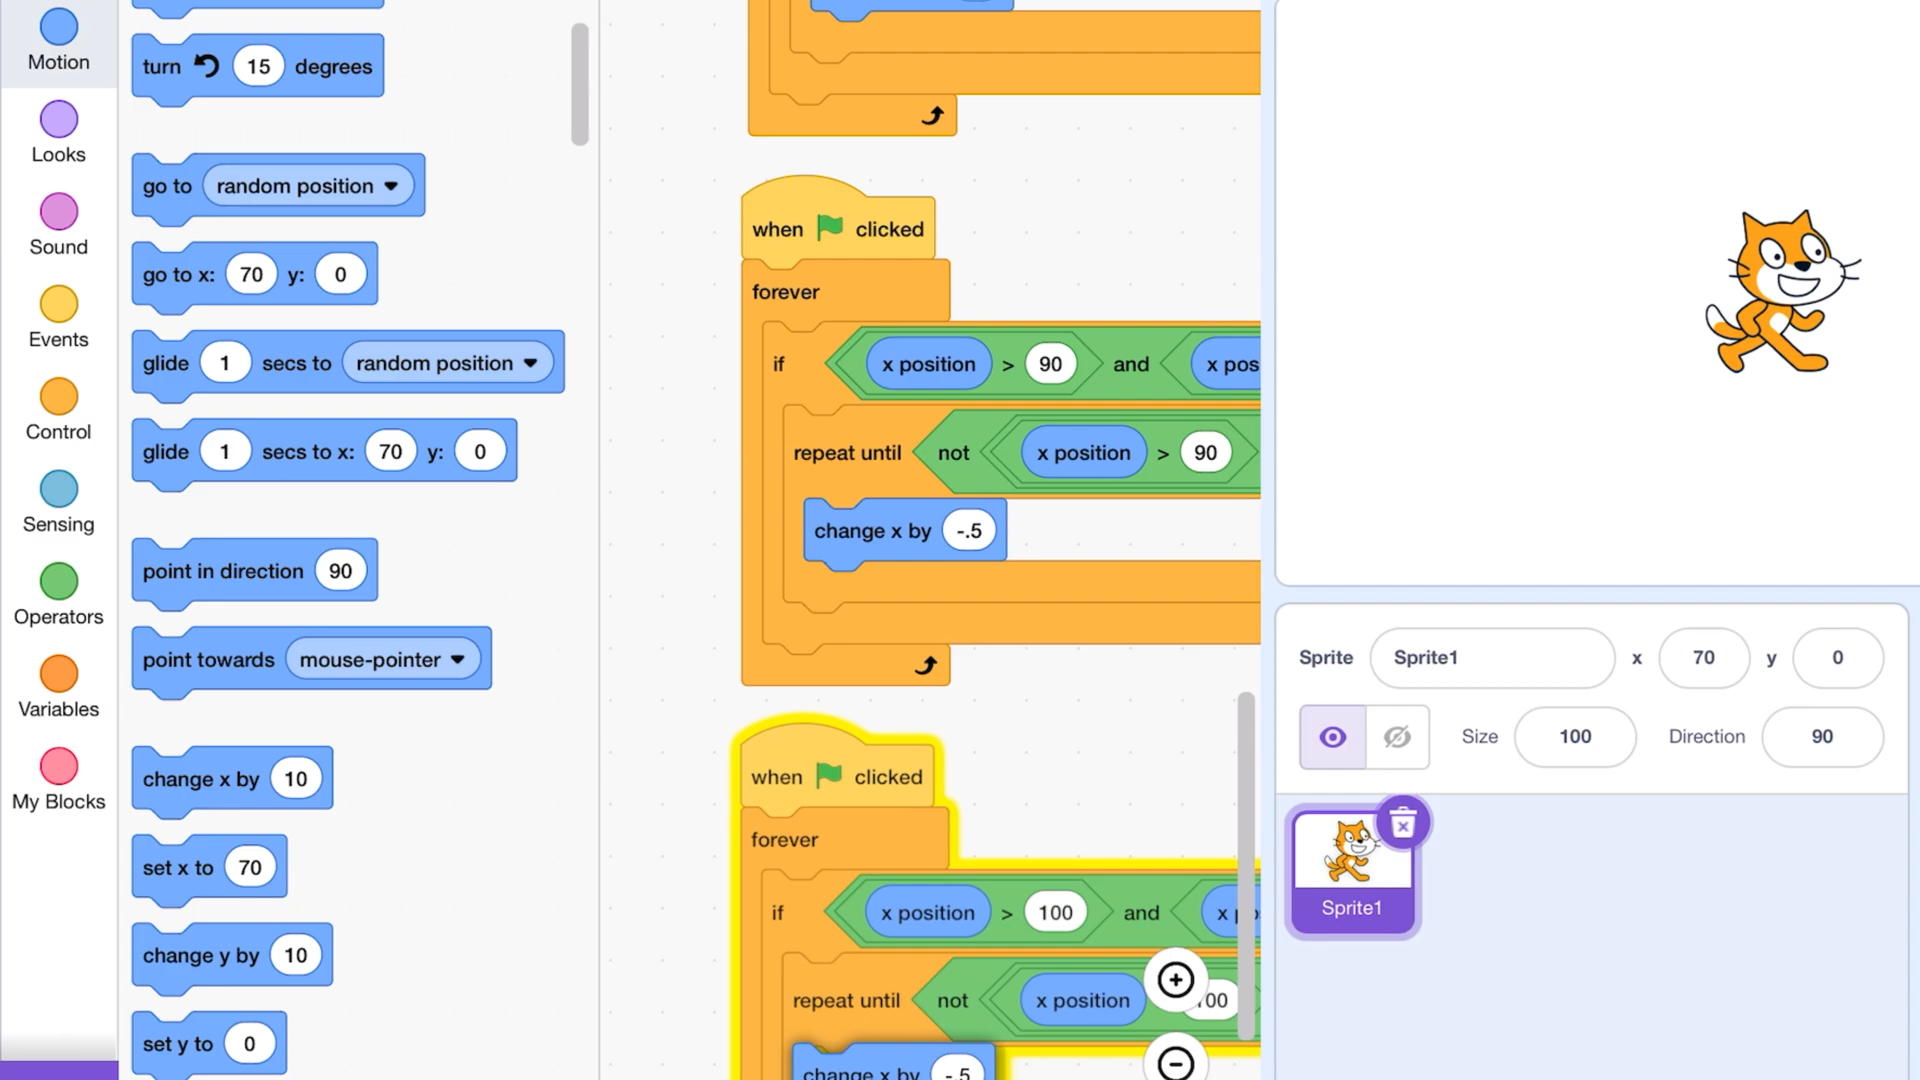 Motion
Looks
Sound
Events
Control
Sensing
Operators
Variables
My Blocks
turn 15 degrees
go to random position
go to x: 70 y: 0
glide 1 secs to random position
glide 1 secs to x: 70 y: 0
point in direction 90
point towards mouse-pointer
change x by 10
set x to 70
change y by 10
set y to 0
when clicked
forever
if x position > 90 and x pos
repeat until not x position > 90
change x by -.5
when clicked
forever
if x position > 100 and x
repeat until not x position 00
change x by -.5
Sprite Sprite1 x 70 y 0
Size 100 Direction 90
Sprite1